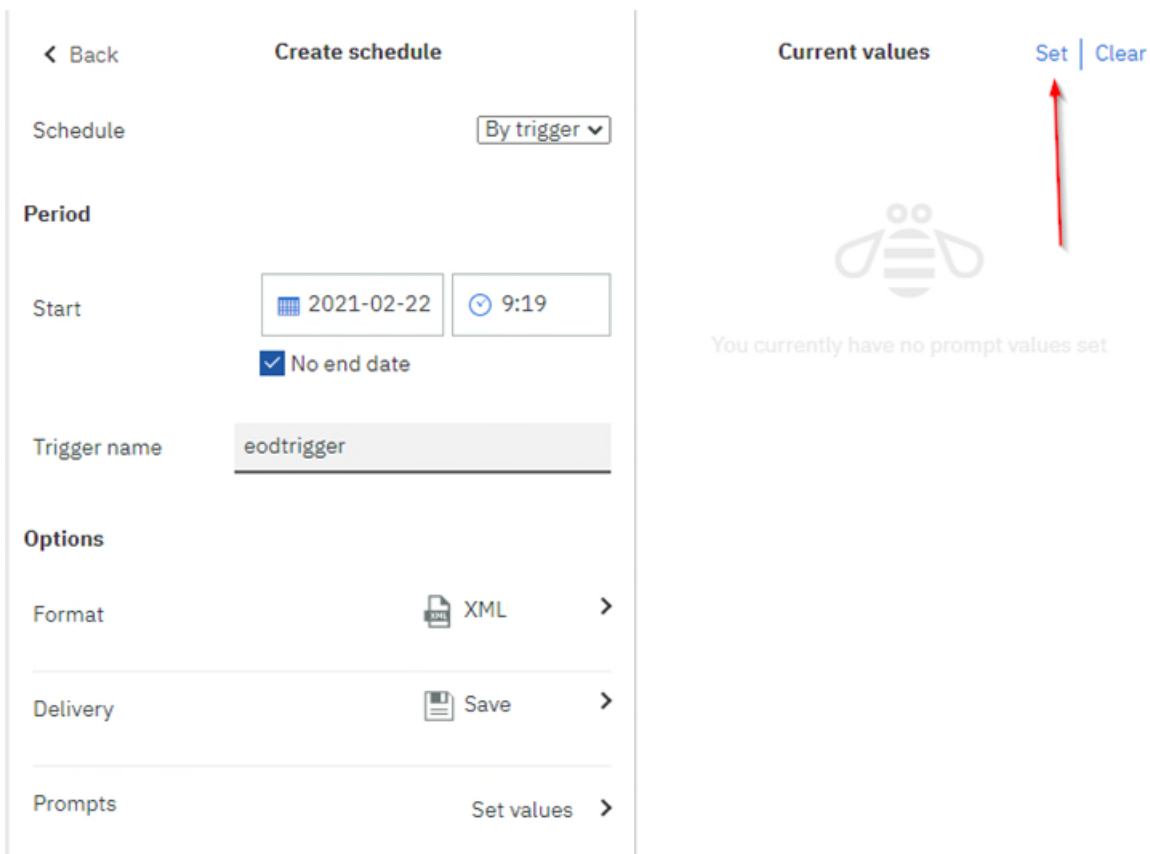 Back
Create schedule
Schedule
By trigger
Period
Start
2021-02-22
9:19
No end date
Trigger name
eodtrigger
Options
Format
XML
XML
Delivery
Save
Prompts
Set values
Current values
Set
Clear
You currently have no prompt values set